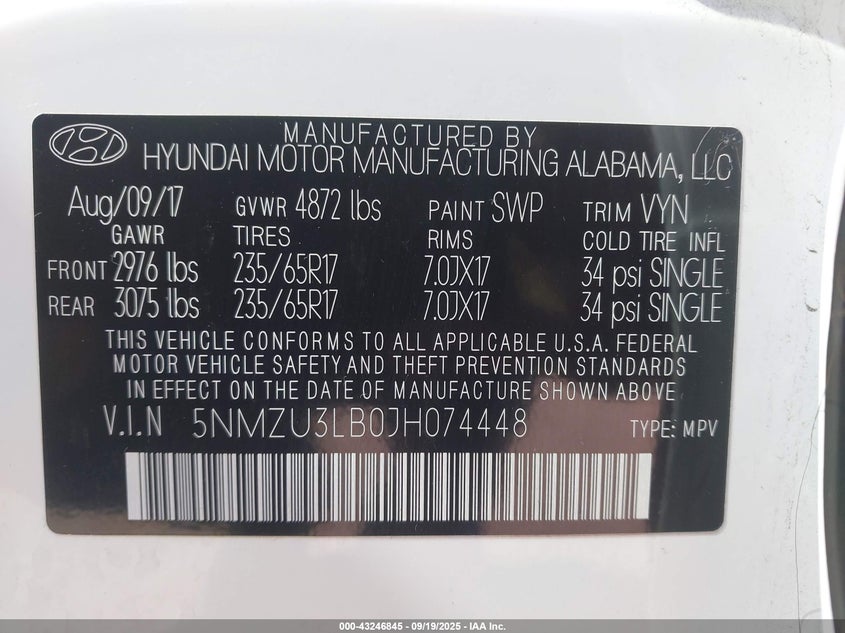 MANUFACTURED BY
HYUNDAI MOTOR MANUFACTURING ALABAMA, LLC
Aug/09/17 GVWR 4872 lbs PAINT SWP TRIM VYN
GAWR TIRES RIMS COLD TIRE INFL
FRONT 2976 lbs 235/65R17 7.0JX17 34 psi SINGLE
REAR 3075 lbs 235/65R17 7.0JX17 34 psi SINGLE
THIS VEHICLE CONFORMS TO ALL APPLICABLE U.S.A. FEDERAL
MOTOR VEHICLE SAFETY AND THEFT PREVENTION STANDARDS
IN EFFECT ON THE DATE OF MANUFACTURE SHOWN ABOVE
V.I.N 5NMZU3LB0JH074448 TYPE: MPV
000-43246845 - 09/19/2025 - IAA Inc.